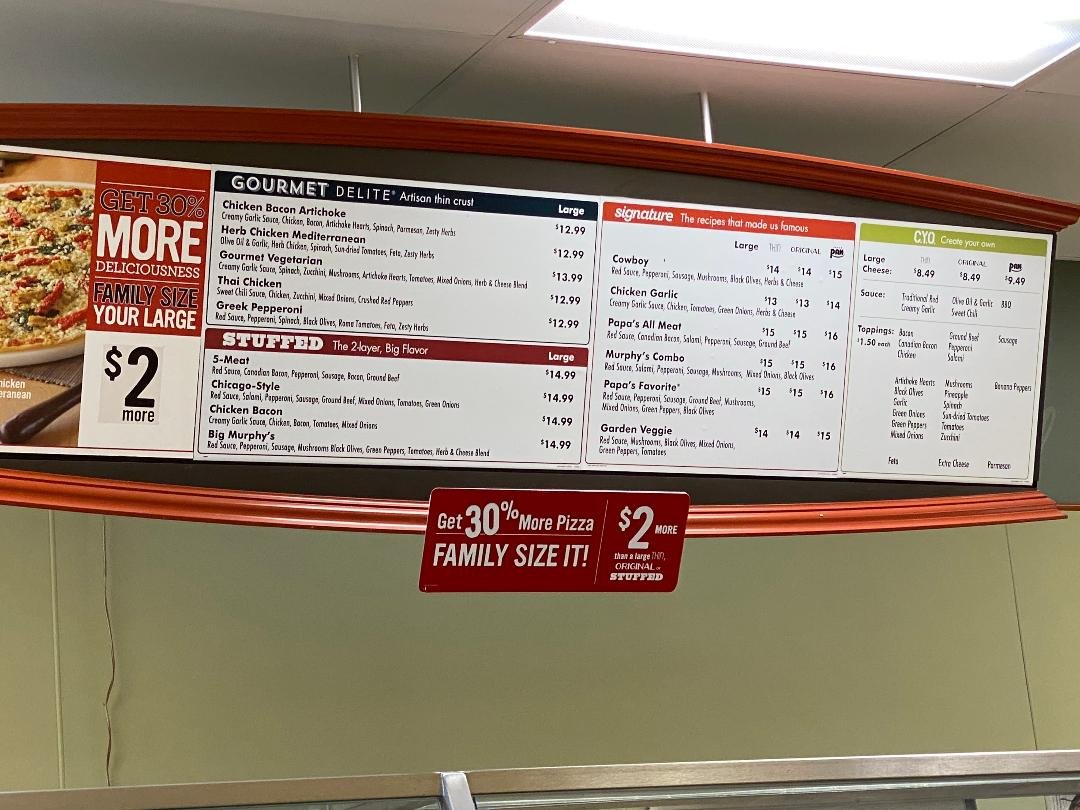 GET 30%
MORE
DELICIOUSNESS
FAMILY SIZE
YOUR LARGE
$2
more
hicken
eranean
GOURMET DELITE® Artisan thin crust
Large
Chicken Bacon Artichoke $12.99
Creamy Garlic Sauce, Chicken, Bacon, Artichoke Hearts, Spinach, Parmesan, Zesty Herbs
Herb Chicken Mediterranean $12.99
Olive Oil & Garlic, Herb Chicken, Spinach, Sun-dried Tomatoes, Feta, Zesty Herbs
Gourmet Vegetarian $13.99
Creamy Garlic Sauce, Spinach, Zucchini, Mushrooms, Artichoke Hearts, Tomatoes, Mixed Onions, Herb & Cheese Blend
Thai Chicken $12.99
Sweet Chili Sauce, Chicken, Zucchini, Mixed Onions, Crushed Red Peppers
Greek Pepperoni $12.99
Red Sauce, Pepperoni, Spinach, Black Olives, Roma Tomatoes, Feta, Zesty Herbs
STUFFED The 2-layer, Big Flavor Large
5-Meat $14.99
Red Sauce, Canadian Bacon, Pepperoni, Sausage, Bacon, Ground Beef
Chicago-Style $14.99
Red Sauce, Salami, Pepperoni, Sausage, Ground Beef, Mixed Onions, Tomatoes, Green Onions
Chicken Bacon $14.99
Creamy Garlic Sauce, Chicken, Bacon, Tomatoes, Mixed Onions
Big Murphy's $14.99
Red Sauce, Pepperoni, Sausage, Mushrooms Black Olives, Green Peppers, Tomatoes, Herb & Cheese Blend
signature The recipes that made us famous
Large THIN ORIGINAL PAN
Cowboy $14 $14 $15
Red Sauce, Pepperoni, Sausage, Mushrooms, Black Olives, Herbs & Cheese
Chicken Garlic $13 $13 $14
Creamy Garlic Sauce, Chicken, Tomatoes, Green Onions, Herbs & Cheese
Papa's All Meat $15 $15 $16
Red Sauce, Canadian Bacon, Salami, Pepperoni, Sausage, Ground Beef
Murphy's Combo $15 $15 $16
Red Sauce, Salami, Pepperoni, Sausage, Mushrooms, Mixed Onions, Black Olives
Papa's Favorite® $15 $15 $16
Red Sauce, Pepperoni, Sausage, Ground Beef, Mushrooms,
Mixed Onions, Green Peppers, Black Olives
Garden Veggie $14 $14 $15
Red Sauce, Mushrooms, Black Olives, Mixed Onions,
Green Peppers, Tomatoes
C.Y.O. Create your own
Large THIN ORIGINAL PAN
Cheese: $8.49 $8.49 $9.49
Sauce: Traditional Red Olive Oil & Garlic BBQ
Creamy Garlic Sweet Chili
Toppings: Bacon Ground Beef Sausage
$1.50 each Canadian Bacon Pepperoni
Chicken Salami
Artichoke Hearts Mushrooms Banana Peppers
Black Olives Pineapple
Garlic Spinach
Green Onions Sun-dried Tomatoes
Green Peppers Tomatoes
Mixed Onions Zucchini
Feta Extra Cheese Parmesan
Get 30% More Pizza
FAMILY SIZE IT!
$2 MORE
than a large THIN,
ORIGINAL or
STUFFED